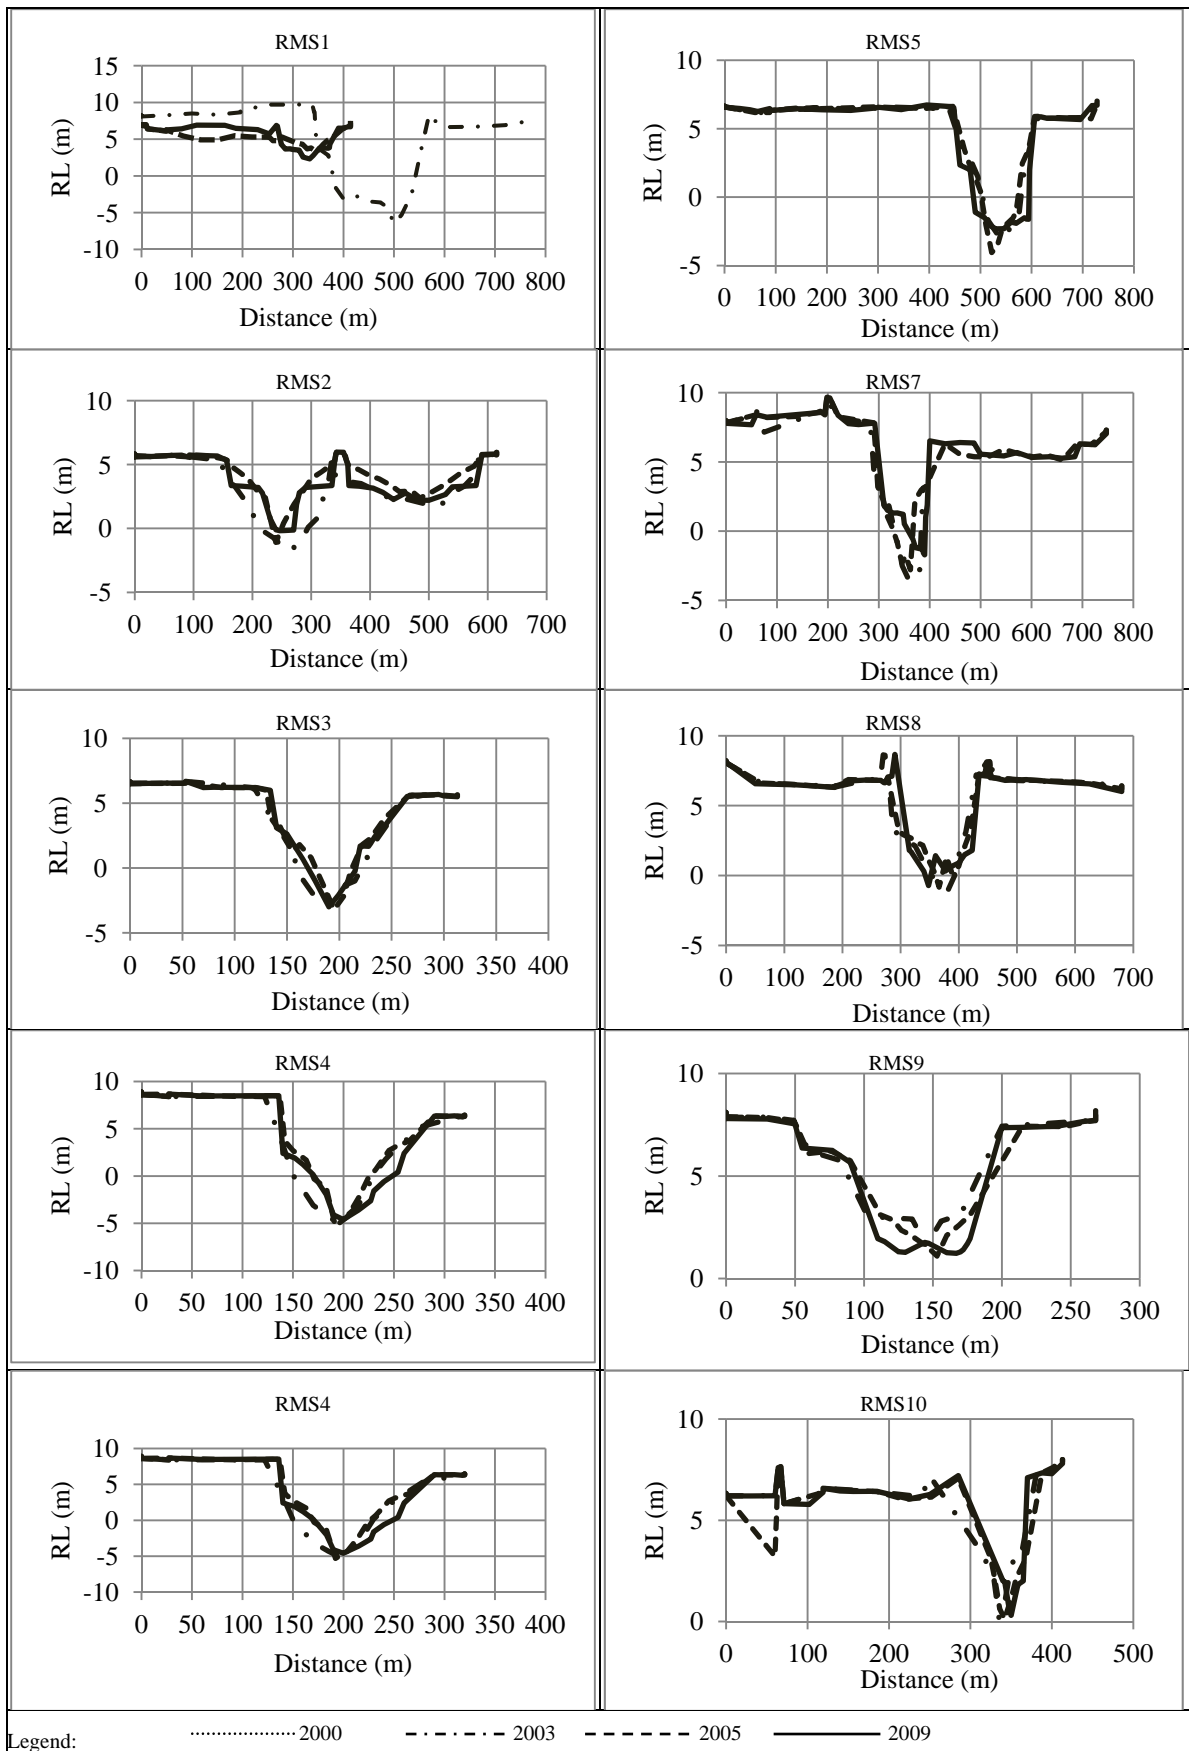 RMS1
15
10
5
0
-5
-10
RL (m)
0 100 200 300 400 500 600 700 800
Distance (m)
RMS5
10
5
0
-5
RL (m)
0 100 200 300 400 500 600 700 800
Distance (m)
RMS2
10
5
0
-5
RL (m)
0 100 200 300 400 500 600 700
Distance (m)
RMS7
10
5
0
-5
RL (m)
0 100 200 300 400 500 600 700 800
Distance (m)
RMS3
10
5
0
-5
RL (m)
0 50 100 150 200 250 300 350 400
Distance (m)
RMS8
10
5
0
-5
RL (m)
0 100 200 300 400 500 600 700
Distance (m)
RMS4
10
5
0
-5
-10
RL (m)
0 50 100 150 200 250 300 350 400
Distance (m)
RMS9
10
5
0
RL (m)
0 50 100 150 200 250 300
Distance (m)
RMS4
10
5
0
-5
-10
RL (m)
0 50 100 150 200 250 300 350 400
Distance (m)
RMS10
10
5
0
RL (m)
0 100 200 300 400 500
Distance (m)
Legend: 2000 2003 2005 2009